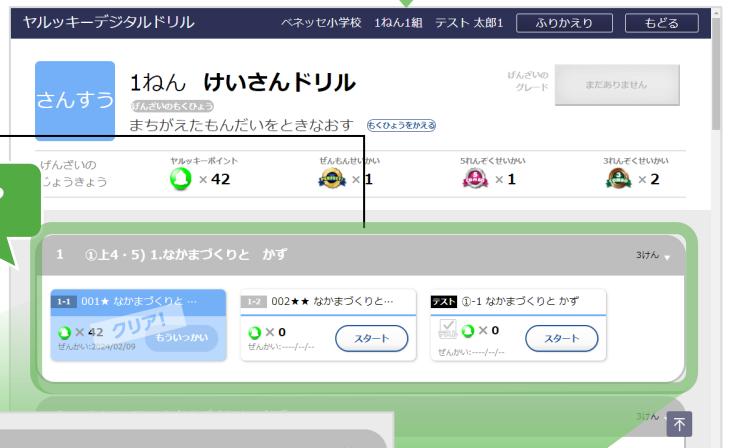 ヤルッキーデジタルドリル ベネッセ小学校 1ねん1組 テスト 太郎1 ふりかえり もどる
さんすう
1ねん けいさんドリル
げんざいのもくひょう
まちがえたもんだいをときなおす もくひょうをかえる
げんざいの
グレード
まだありません
げんざいの
じょうきょう
ヤルッキーポイント
× 42
ぜんもんせいかい
× 1
5れんぞくせいかい
× 1
3れんぞくせいかい
× 2
?
1 ①上4・5) 1.なかまづくりと かず 3けん
1-1 001★ なかまづくりと …
× 42
クリア!
もういっかい
ぜんかい:2024/02/09
1-2 002★★ なかまづくりと…
× 0
スタート
ぜんかい:----/--/--
テスト ①-1 なかまづくりと かず
× 0
スタート
ぜんかい:----/--/--
3けん